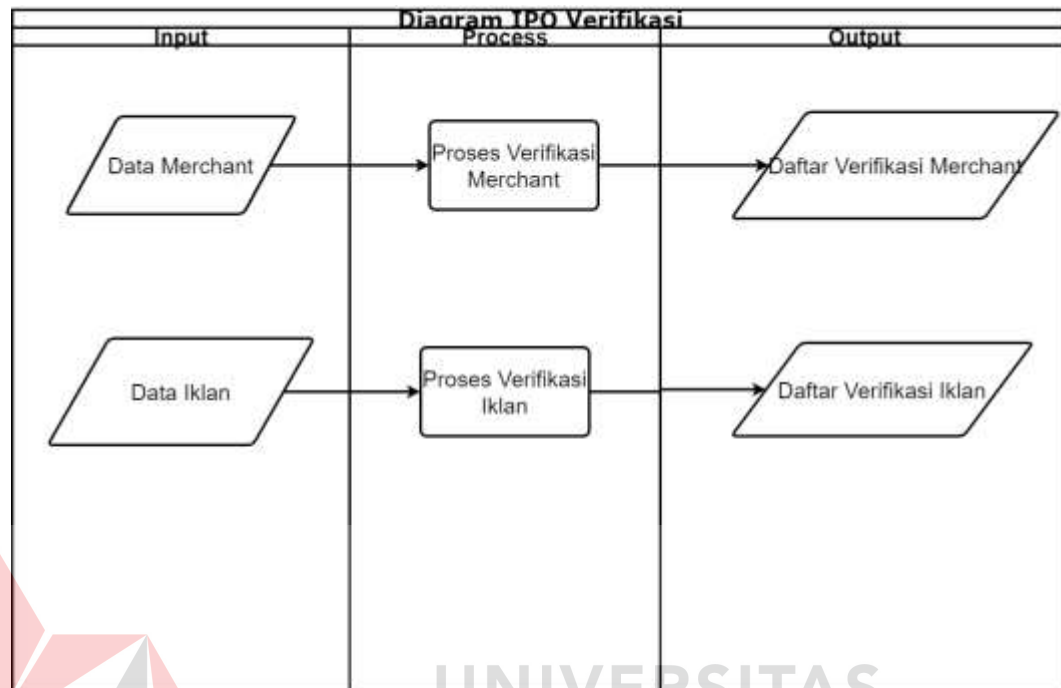 Diagram IPO Verifikasi
Input
Process
Output
Data Merchant
Proses Verifikasi
Merchant
Daftar Verifikasi Merchant
Data Iklan
Proses Verifikasi
Iklan
Daftar Verifikasi Iklan
UNIVERSITAS